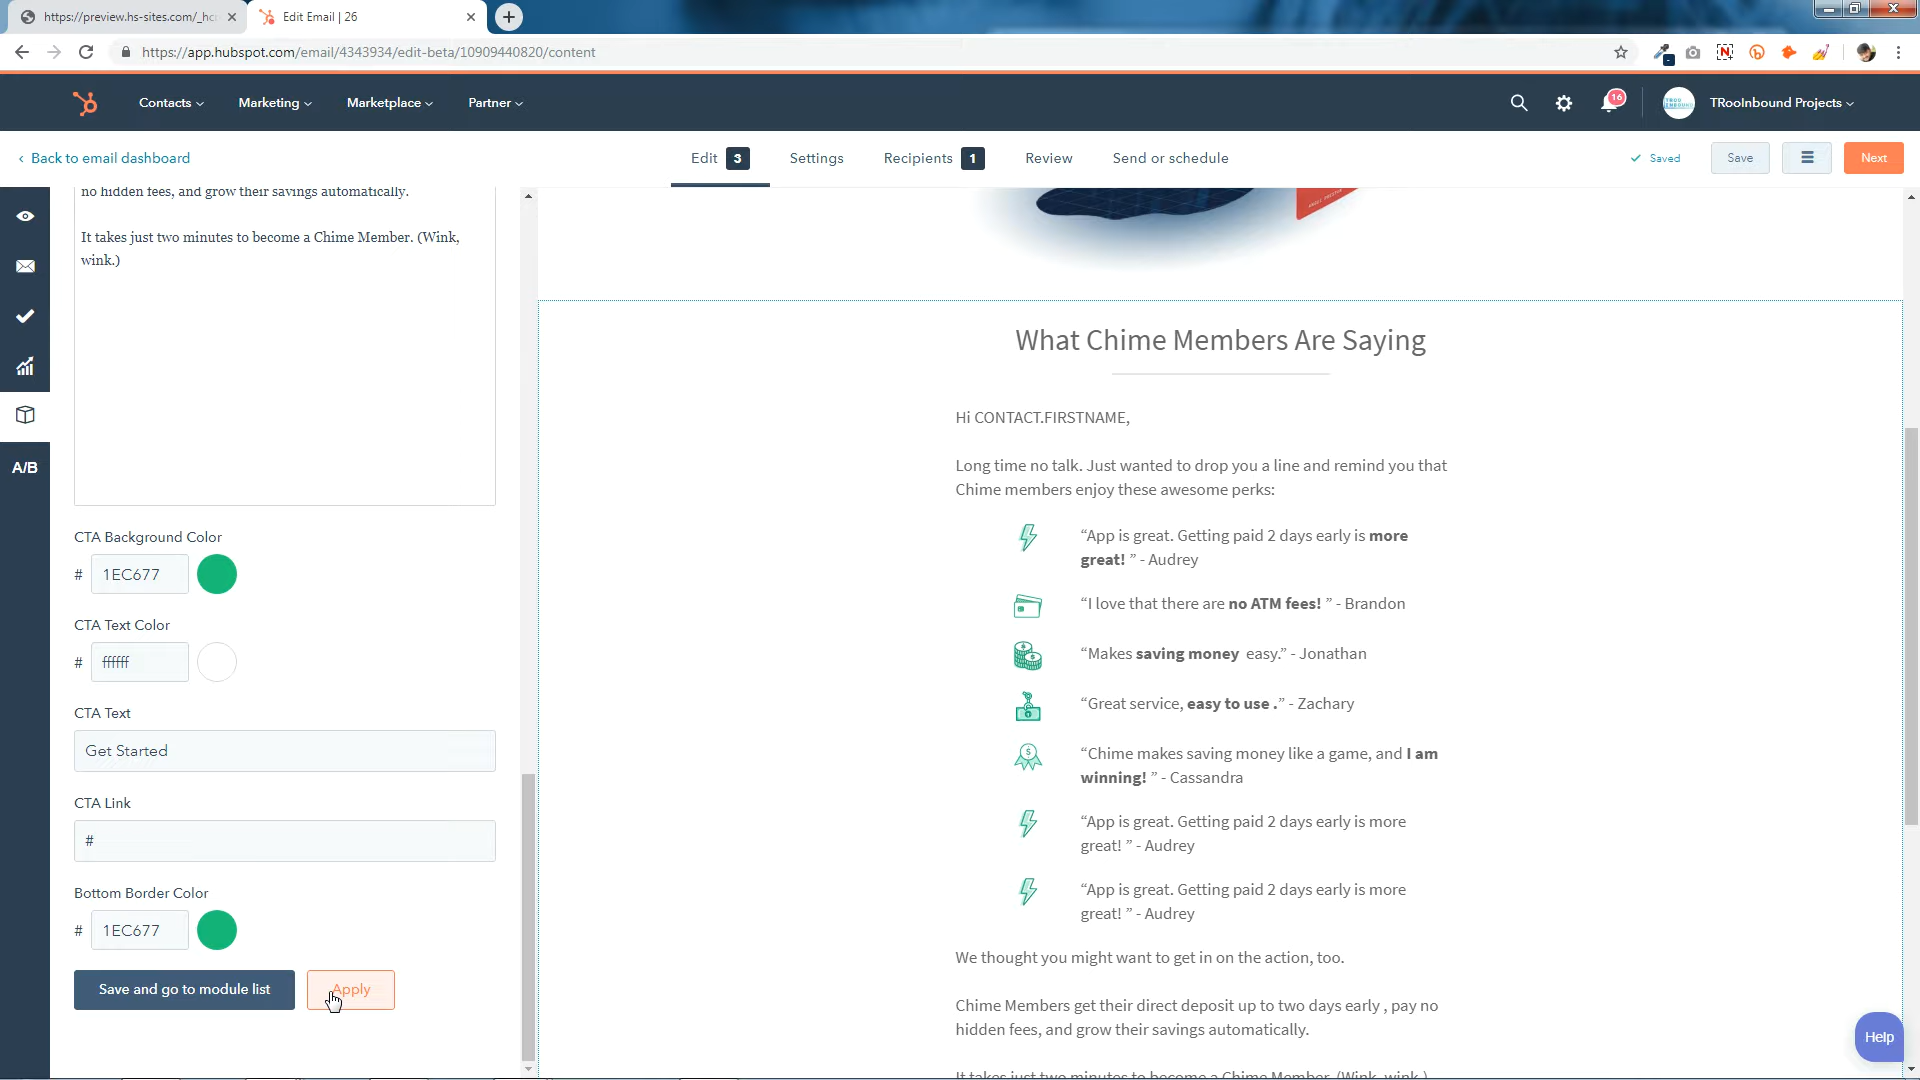 https://preview.hs-sites.com/_hcm
Edit Email | 26
https://app.hubspot.com/email/4343934/edit-beta/10909440820/content
Contacts
Marketing
Marketplace
Partner
16
TRooInbound Projects
Back to email dashboard
Edit 3
Settings
Recipients 1
Review
Send or schedule
Saved
Save
Next
no hidden fees, and grow their savings automatically.
It takes just two minutes to become a Chime Member. (Wink,
wink.)
A/B
CTA Background Color
# 1EC677
CTA Text Color
# ffffff
CTA Text
Get Started
CTA Link
#
Bottom Border Color
# 1EC677
Save and go to module list
Apply
What Chime Members Are Saying
Hi CONTACT.FIRSTNAME,
Long time no talk. Just wanted to drop you a line and remind you that
Chime members enjoy these awesome perks:
“App is great. Getting paid 2 days early is more
great! ” - Audrey
“I love that there are no ATM fees! ” - Brandon
“Makes saving money easy.” - Jonathan
“Great service, easy to use .” - Zachary
“Chime makes saving money like a game, and I am
winning! ” - Cassandra
“App is great. Getting paid 2 days early is more
great! ” - Audrey
“App is great. Getting paid 2 days early is more
great! ” - Audrey
We thought you might want to get in on the action, too.
Chime Members get their direct deposit up to two days early , pay no
hidden fees, and grow their savings automatically.
It takes just two minutes to become a Chime Member. (Wink, wink.)
Help